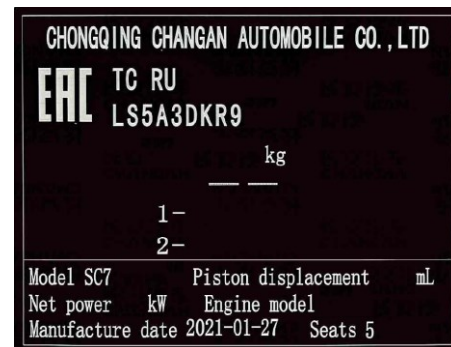 CHONGQING CHANGAN AUTOMOBILE CO.,LTD
EAC TC RU
LS5A3DKR9
kg
— —
1-
2-
Model SC7 Piston displacement mL
Net power kW Engine model
Manufacture date 2021-01-27 Seats 5